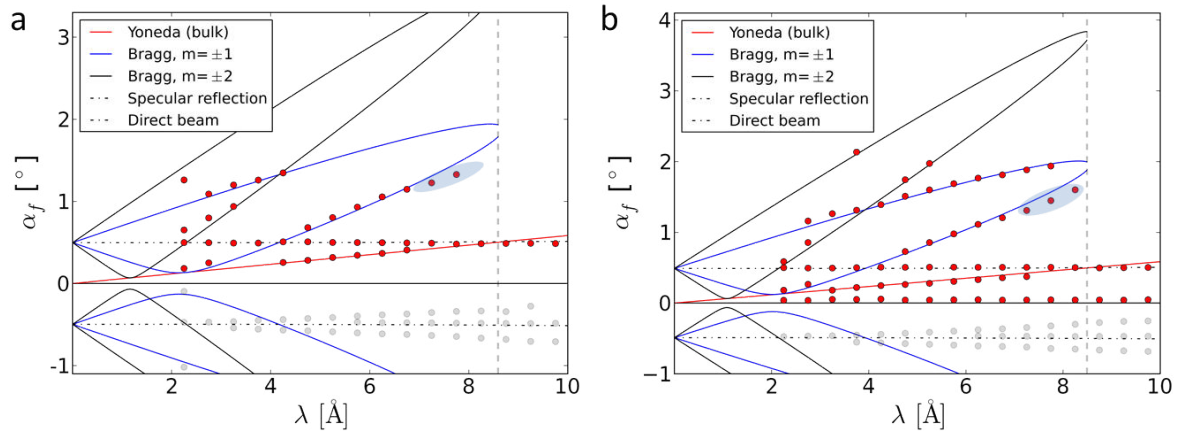 a
3
2
1
0
-1
α_f [°]
Yoneda (bulk)
Bragg, m= ±1
Bragg, m= ±2
Specular reflection
Direct beam
0
2
4
6
8
10
λ [Å]
b
4
3
2
1
0
−1
α_f [°]
Yoneda (bulk)
Bragg, m= ±1
Bragg, m= ±2
Specular reflection
Direct beam
0
2
4
6
8
10
λ [Å]